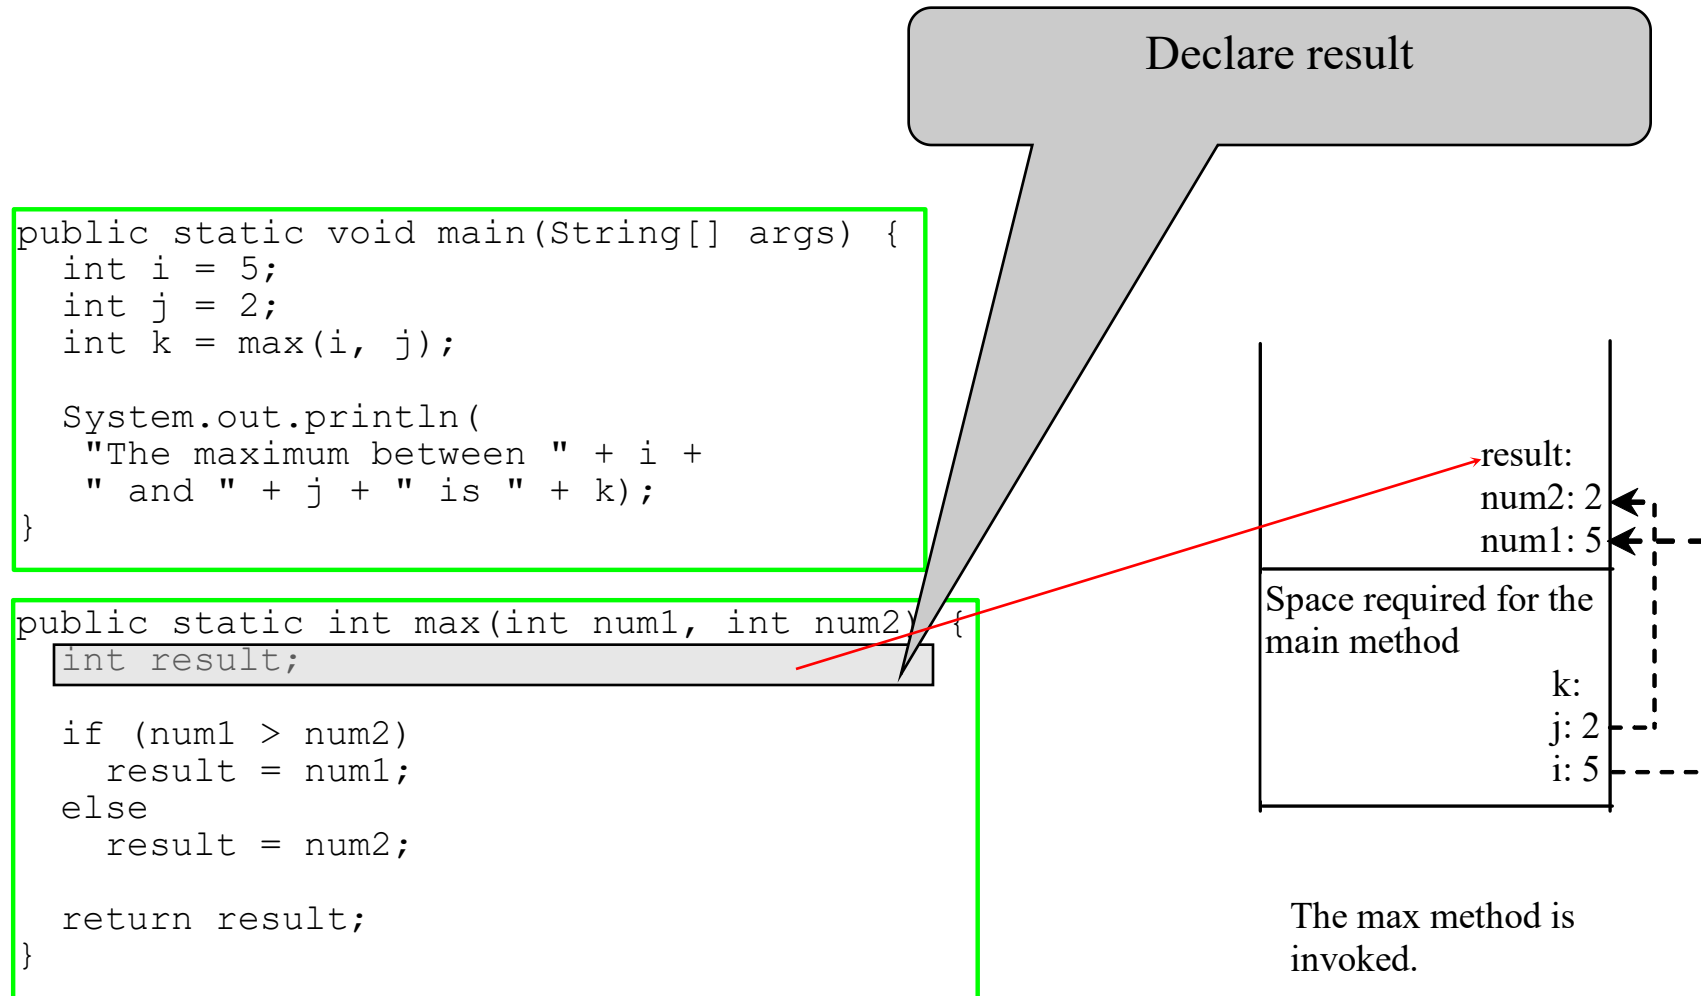 Declare result
public static void main(String[] args) {
int i = 5;
int j = 2;
int k = max(i, j);
System.out.println(
"The maximum between " + i +
" and " + j + " is " + k);
}
public static int max(int num1, int num2) {
int result;
if (num1 > num2)
result = num1;
else
result = num2;
return result;
}
result:
num2: 2
num1: 5
Space required for the
main method
k:
j: 2
i: 5
The max method is
invoked.